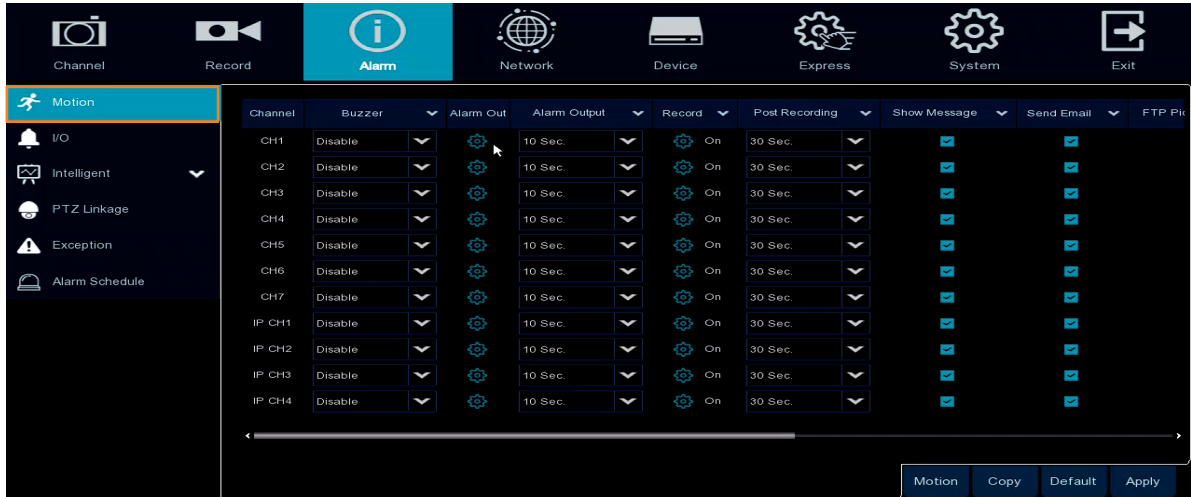 Channel Record Alarm Network Device Express System Exit
Motion
I/O
Intelligent
PTZ Linkage
Exception
Alarm Schedule
Channel Buzzer Alarm Out Alarm Output Record Post Recording Show Message Send Email FTP Pic
CH1 Disable 10 Sec. On 30 Sec.
CH2 Disable 10 Sec. On 30 Sec.
CH3 Disable 10 Sec. On 30 Sec.
CH4 Disable 10 Sec. On 30 Sec.
CH5 Disable 10 Sec. On 30 Sec.
CH6 Disable 10 Sec. On 30 Sec.
CH7 Disable 10 Sec. On 30 Sec.
IP CH1 Disable 10 Sec. On 30 Sec.
IP CH2 Disable 10 Sec. On 30 Sec.
IP CH3 Disable 10 Sec. On 30 Sec.
IP CH4 Disable 10 Sec. On 30 Sec.
Motion Copy Default Apply